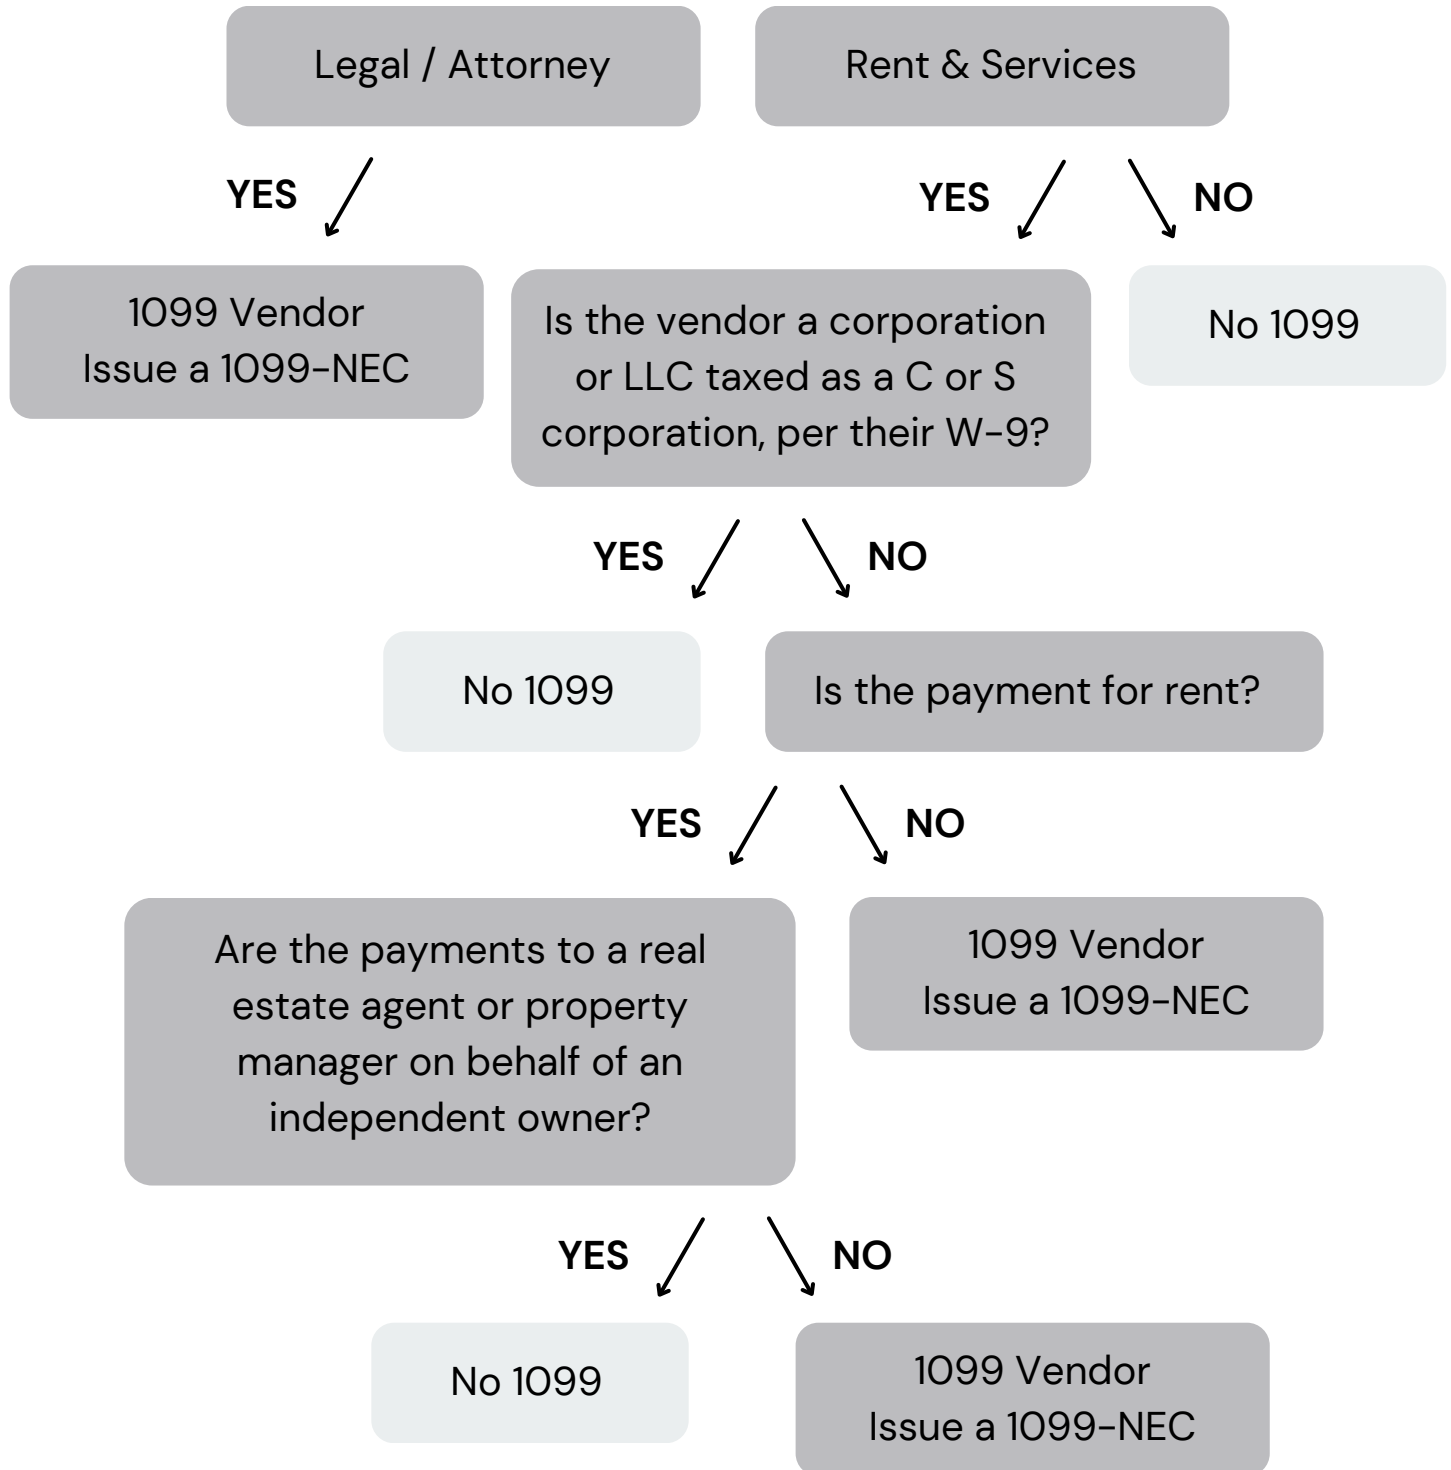 Legal / Attorney
Rent & Services
YES
YES
NO
1099 Vendor
Issue a 1099-NEC
Is the vendor a corporation
or LLC taxed as a C or S
corporation, per their W-9?
No 1099
YES
NO
No 1099
Is the payment for rent?
YES
NO
Are the payments to a real
estate agent or property
manager on behalf of an
independent owner?
1099 Vendor
Issue a 1099-NEC
YES
NO
No 1099
1099 Vendor
Issue a 1099-NEC